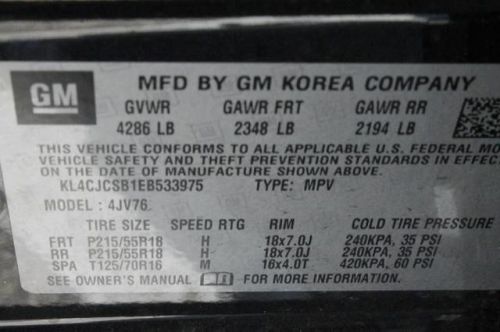 GM
MFD BY GM KOREA COMPANY
GVWR GAWR FRT GAWR RR
4286 LB 2348 LB 2194 LB
THIS VEHICLE CONFORMS TO ALL APPLICABLE U.S. FEDERAL MO
VEHICLE SAFETY AND THEFT PREVENTION STANDARDS IN EFFEC
ON THE DATE OF MANUFACTURE SHOWN ABOVE.
KL4CJCSB1EB533975 TYPE: MPV
MODEL : 4JV76
TIRE SIZE SPEED RTG RIM COLD TIRE PRESSURE
FRT P215/55R18 H 18x7.0J 240KPA, 35 PSI
RR P215/55R18 H 18x7.0J 240KPA, 35 PSI
SPA T125/70R16 M 16x4.0T 420KPA, 60 PSI
SEE OWNER'S MANUAL FOR MORE INFORMATION.